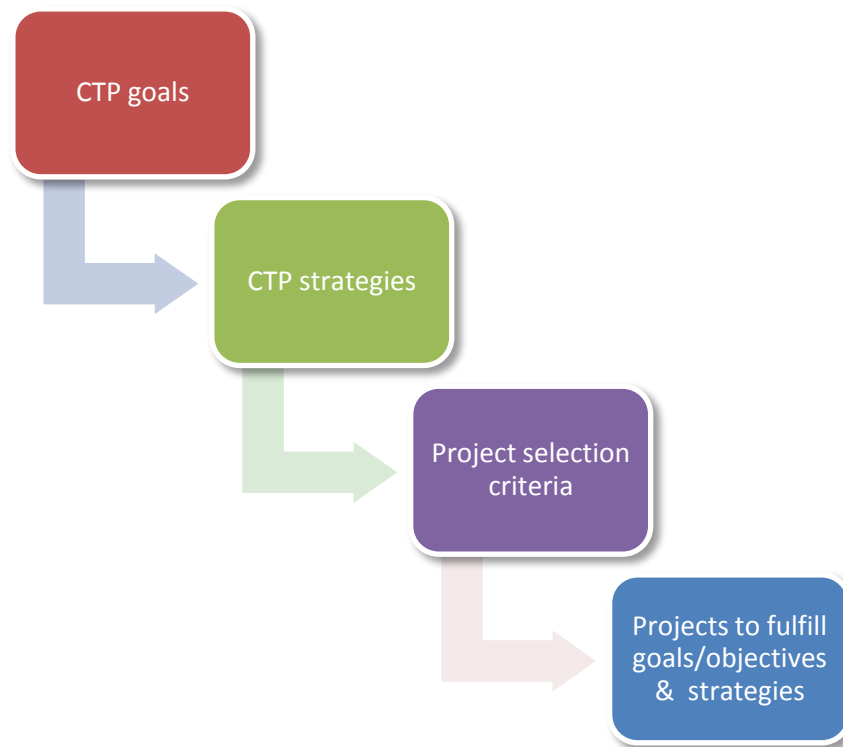 CTP goals
CTP strategies
Project selection
criteria
Projects to fulfill
goals/objectives
& strategies